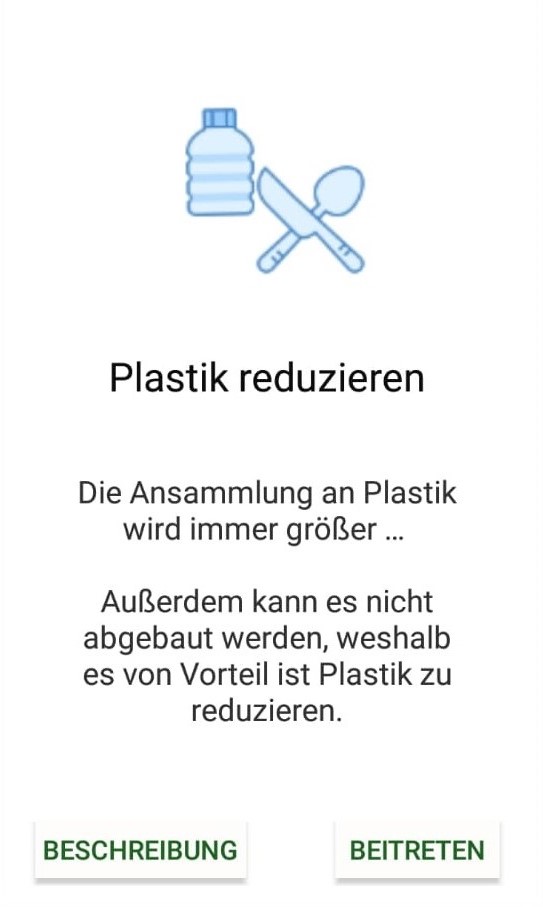 Plastik reduzieren
Die Ansammlung an Plastik
wird immer größer ...
Außerdem kann es nicht
abgebaut werden, weshalb
es von Vorteil ist Plastik zu
reduzieren.
BESCHREIBUNG
BEITRETEN